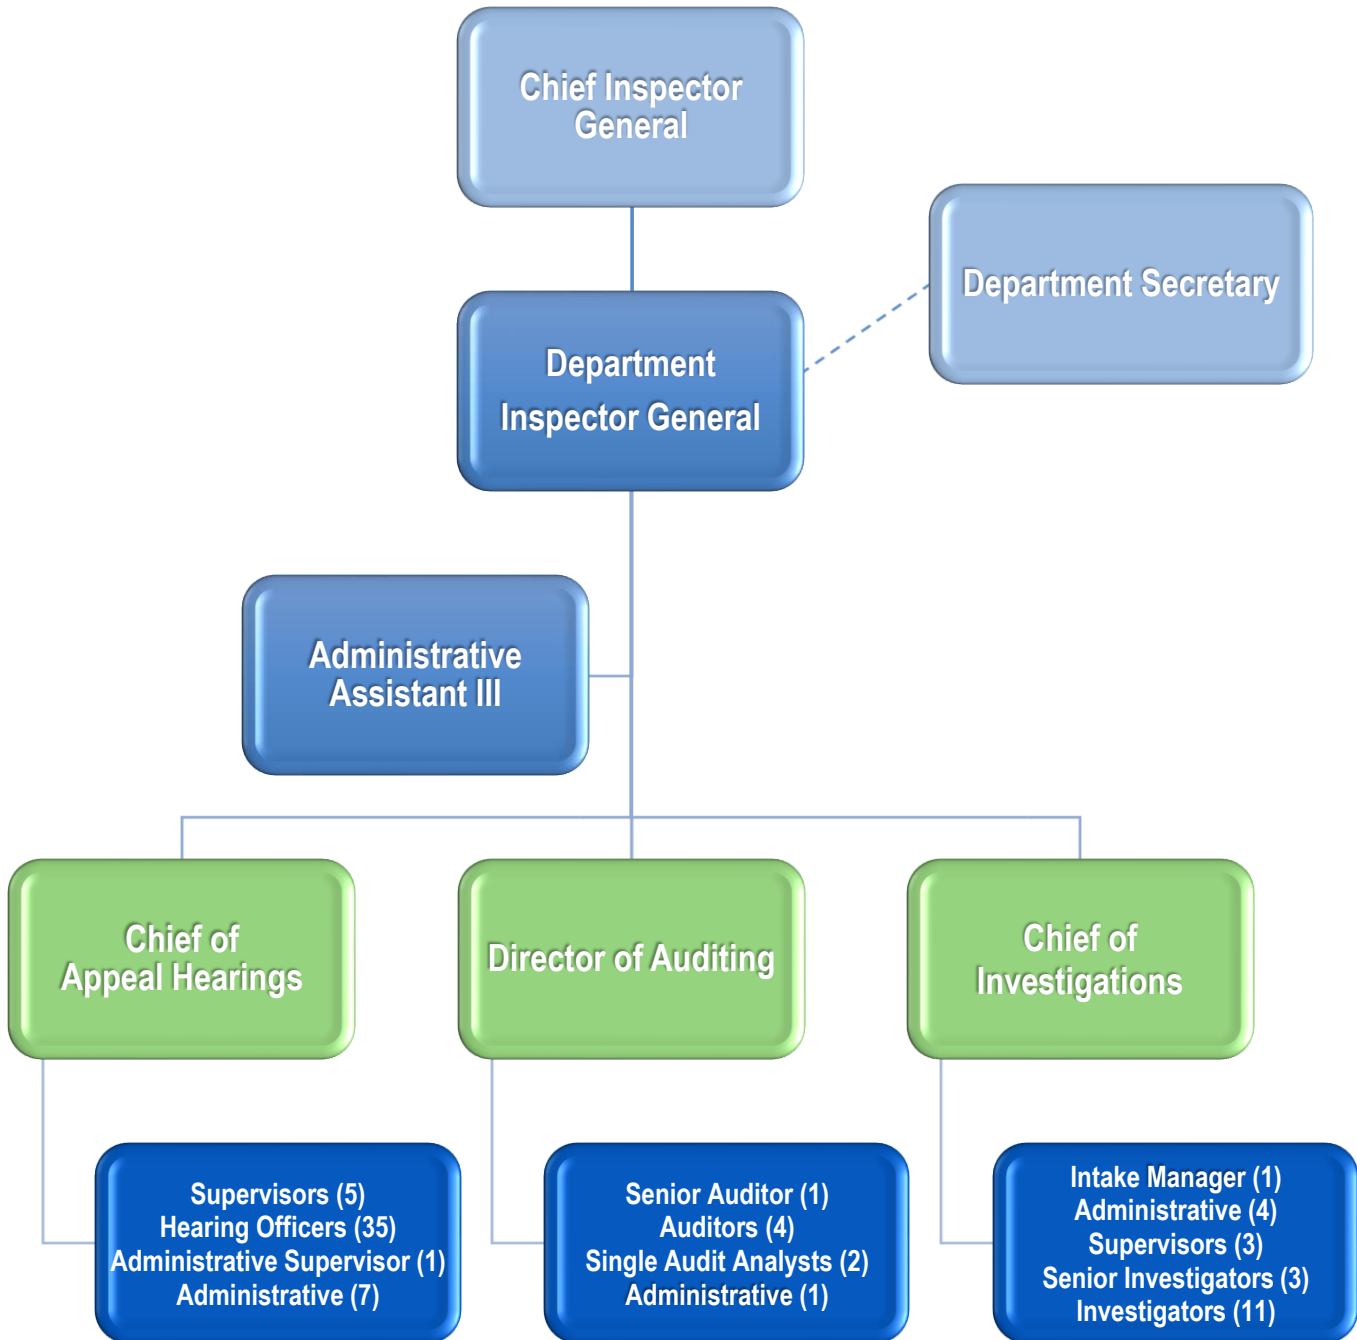 Chief Inspector
General
Department Secretary
Department
Inspector General
Administrative
Assistant III
Chief of
Appeal Hearings
Director of Auditing
Chief of
Investigations
Supervisors (5)
Hearing Officers (35)
Administrative Supervisor (1)
Administrative (7)
Senior Auditor (1)
Auditors (4)
Single Audit Analysts (2)
Administrative (1)
Intake Manager (1)
Administrative (4)
Supervisors (3)
Senior Investigators (3)
Investigators (11)